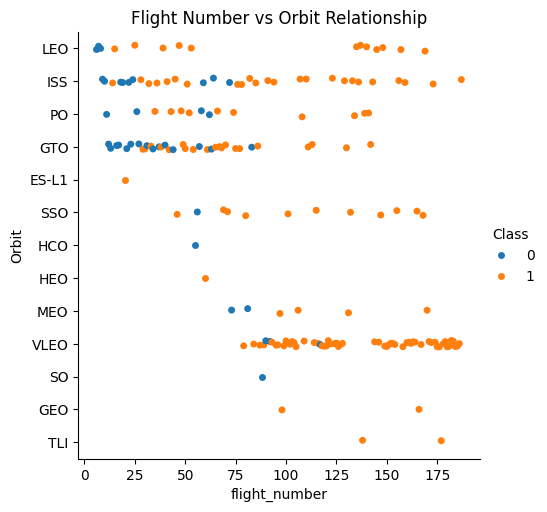 Flight Number vs Orbit Relationship
LEO
ISS
PO
GTO
ES-L1
SSO
HCO
HEO
MEO
VLEO
SO
GEO
TLI
Orbit
0 25 50 75 100 125 150 175
flight_number
Class
0
1